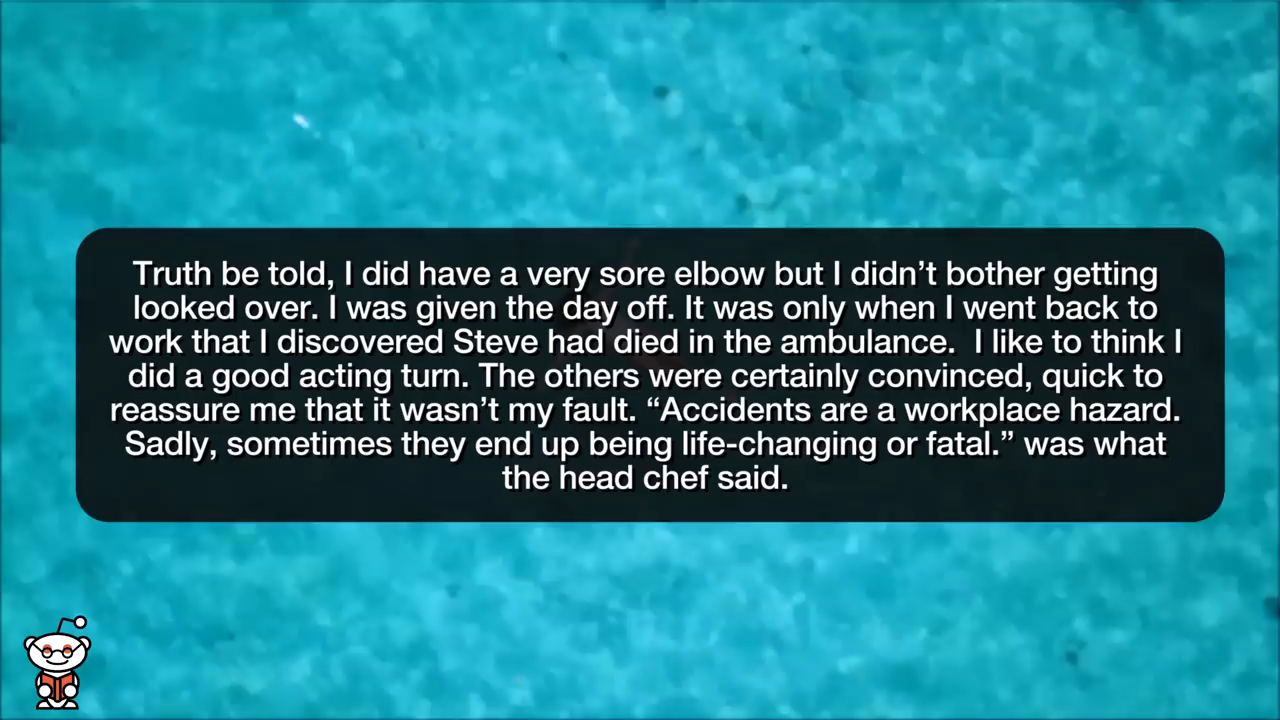 Truth be told, I did have a very sore elbow but I didn’t bother getting
looked over. I was given the day off. It was only when I went back to
work that I discovered Steve had died in the ambulance.  I like to think I
did a good acting turn. The others were certainly convinced, quick to
reassure me that it wasn’t my fault. “Accidents are a workplace hazard.
Sadly, sometimes they end up being life-changing or fatal.” was what
the head chef said.